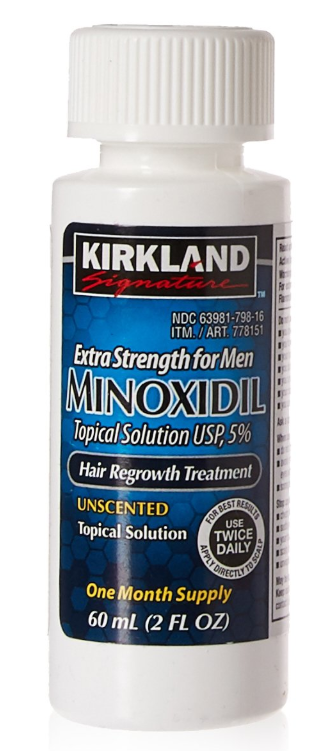 KIRKLAND
Signature™
NDC 63981-798-16
ITM. / ART. 778151
Extra Strength for Men
MINOXIDIL
Topical Solution USP, 5%
Hair Regrowth Treatment
UNSCENTED
Topical Solution
FOR BEST RESULTS
USE
TWICE
DAILY
APPLY DIRECTLY TO SCALP
One Month Supply
60 mL (2 FL OZ)